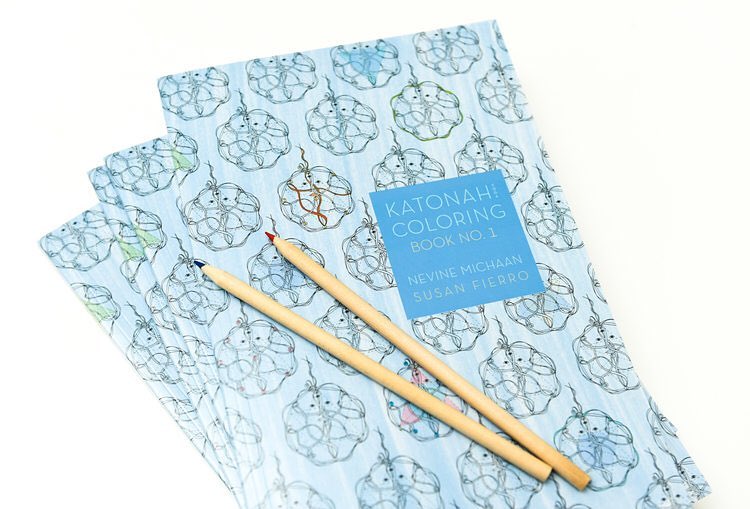 KATONAH
COLORING
BOOK NO. 1
NEVINE MICHAAN
SUSAN FIERRO